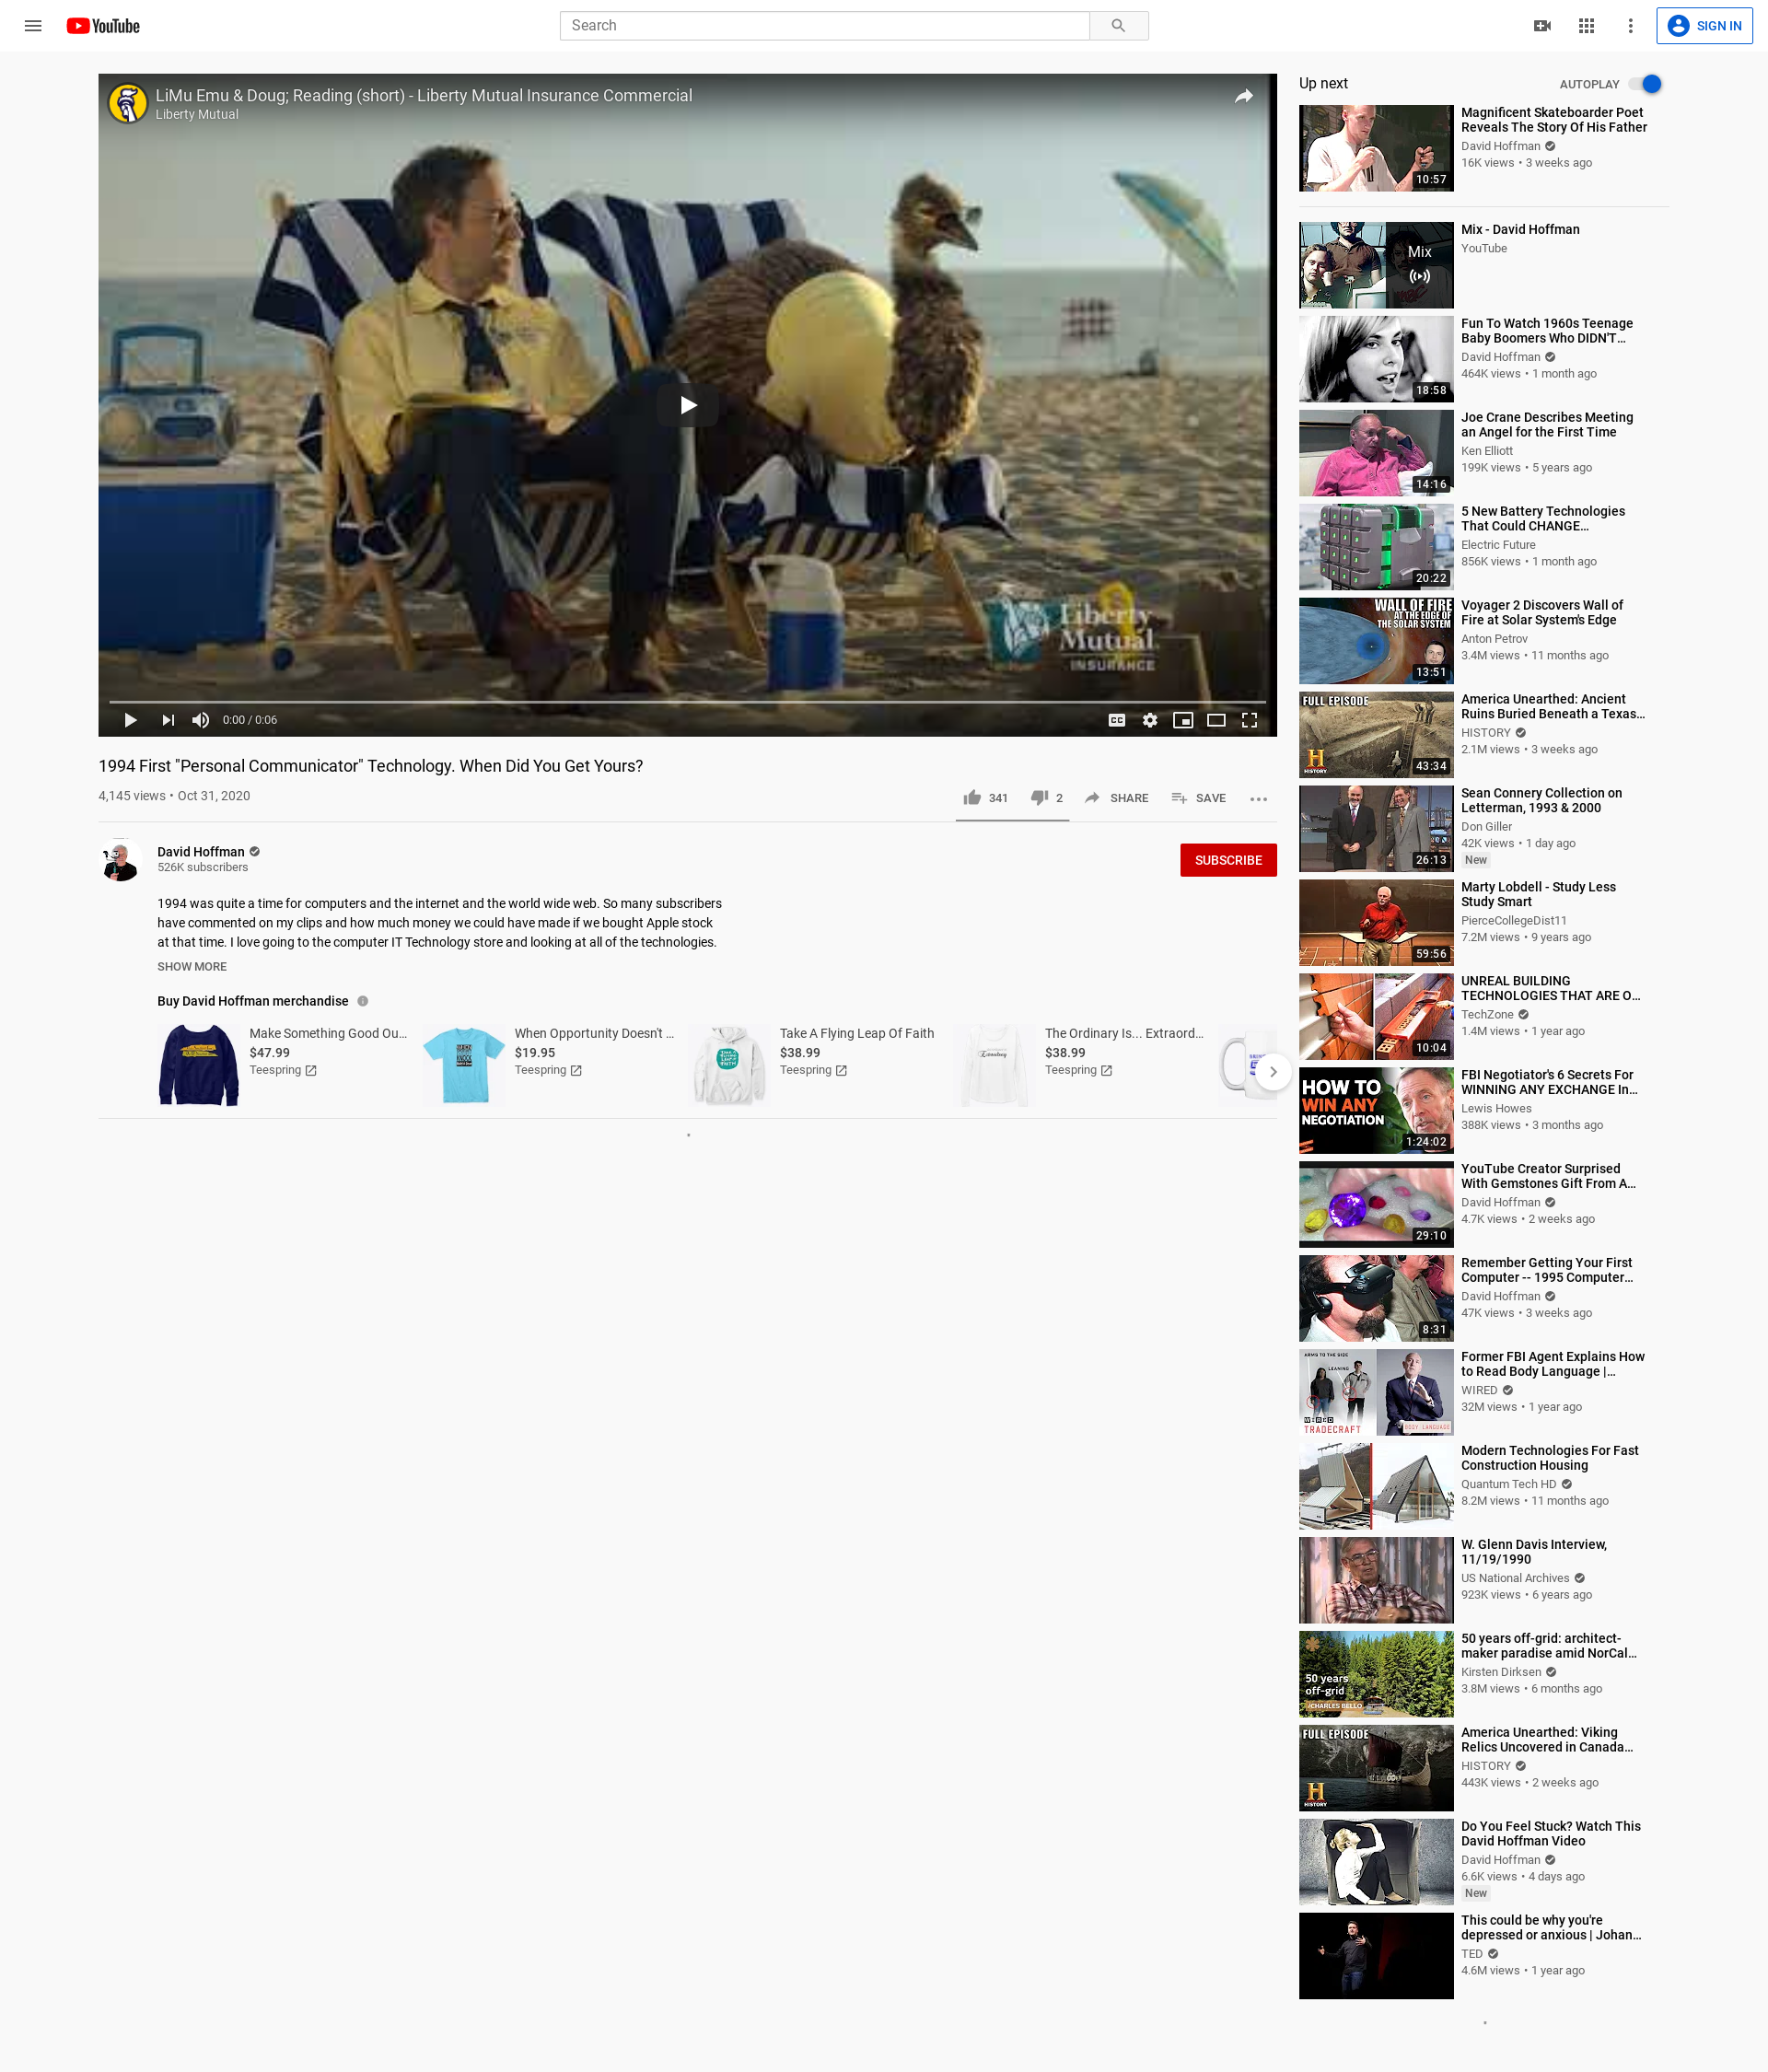 YouTube
Search
SIGN IN
LiMu Emu & Doug; Reading (short) - Liberty Mutual Insurance Commercial
Liberty Mutual
Liberty
Mutual
INSURANCE
0:00 / 0:06
CC
1994 First "Personal Communicator" Technology. When Did You Get Yours?
4,145 views • Oct 31, 2020
341
2
SHARE
SAVE
David Hoffman
526K subscribers
SUBSCRIBE
1994 was quite a time for computers and the internet and the world wide web. So many subscribers
have commented on my clips and how much money we could have made if we bought Apple stock
at that time. I love going to the computer IT Technology store and looking at all of the technologies.
SHOW MORE
Buy David Hoffman merchandise
Make Something Good Ou...
$47.99
Teespring
When Opportunity Doesn't ...
$19.95
Teespring
Take A Flying Leap Of Faith
$38.99
Teespring
The Ordinary Is... Extraord...
$38.99
Teespring
Up next
AUTOPLAY
10:57
Magnificent Skateboarder Poet
Reveals The Story Of His Father
David Hoffman
16K views • 3 weeks ago
Mix
Mix - David Hoffman
YouTube
18:58
Fun To Watch 1960s Teenage
Baby Boomers Who DIDN'T...
David Hoffman
464K views • 1 month ago
14:16
Joe Crane Describes Meeting
an Angel for the First Time
Ken Elliott
199K views • 5 years ago
20:22
5 New Battery Technologies
That Could CHANGE...
Electric Future
856K views • 1 month ago
WALL OF FIRE
AT THE EDGE OF
THE SOLAR SYSTEM
13:51
Voyager 2 Discovers Wall of
Fire at Solar System's Edge
Anton Petrov
3.4M views • 11 months ago
FULL EPISODE
H
HISTORY
43:34
America Unearthed: Ancient
Ruins Buried Beneath a Texas...
HISTORY
2.1M views • 3 weeks ago
26:13
Sean Connery Collection on
Letterman, 1993 & 2000
Don Giller
42K views • 1 day ago
New
59:56
Marty Lobdell - Study Less
Study Smart
PierceCollegeDist11
7.2M views • 9 years ago
10:04
UNREAL BUILDING
TECHNOLOGIES THAT ARE O...
TechZone
1.4M views • 1 year ago
HOW TO
WIN ANY
NEGOTIATION
1:24:02
FBI Negotiator's 6 Secrets For
WINNING ANY EXCHANGE In...
Lewis Howes
388K views • 3 months ago
29:10
YouTube Creator Surprised
With Gemstones Gift From A...
David Hoffman
4.7K views • 2 weeks ago
8:31
Remember Getting Your First
Computer -- 1995 Computer...
David Hoffman
47K views • 3 weeks ago
ARMS TO THE SIDE
LEANING
WIRED
TRADECRAFT
BODY LANGUAGE
Former FBI Agent Explains How
to Read Body Language |...
WIRED
32M views • 1 year ago
Modern Technologies For Fast
Construction Housing
Quantum Tech HD
8.2M views • 11 months ago
W. Glenn Davis Interview,
11/19/1990
US National Archives
923K views • 6 years ago
50 years
off-grid
CHARLES BELLO
50 years off-grid: architect-
maker paradise amid NorCal...
Kirsten Dirksen
3.8M views • 6 months ago
FULL EPISODE
H
HISTORY
America Unearthed: Viking
Relics Uncovered in Canada...
HISTORY
443K views • 2 weeks ago
Do You Feel Stuck? Watch This
David Hoffman Video
David Hoffman
6.6K views • 4 days ago
New
This could be why you're
depressed or anxious | Johan...
TED
4.6M views • 1 year ago